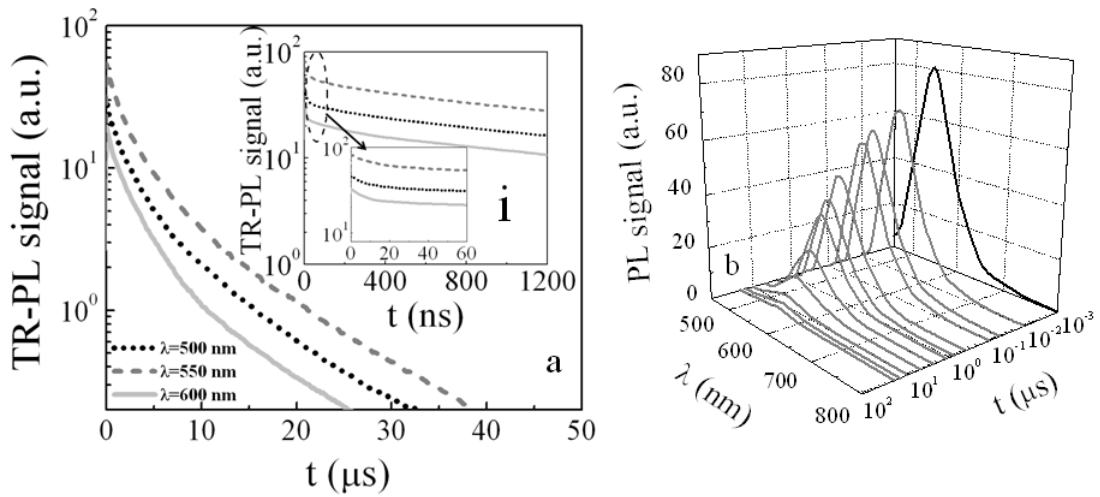 TR-PL signal (a.u.)
10²
10¹
10⁰
0 10 20 30 40 50
t (μs)
λ=500 nm
λ=550 nm
λ=600 nm
a
TR-PL signal (a.u.)
10²
10¹
10⁰
0 400 800 1200
t (ns)
i
10²
10¹
0 20 40 60
PL signal (a.u.)
80
60
40
20
0
b
500
600
700
800
λ (nm)
10² 10¹ 10⁰ 10⁻¹ 10⁻² 10⁻³
t (μs)